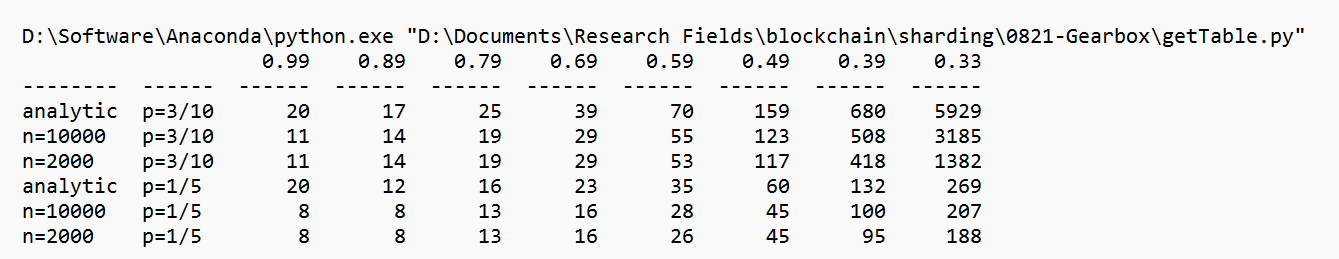 D:\Software\Anaconda\python.exe "D:\Documents\Research Fields\blockchain\sharding\0821-Gearbox\getTable.py"
0.99 0.89 0.79 0.69 0.59 0.49 0.39 0.33
-------- ------ ------ ------ ------ ------ ------ ------ ------ ------
analytic p=3/10 20 17 25 39 70 159 680 5929
n=10000 p=3/10 11 14 19 29 55 123 508 3185
n=2000 p=3/10 11 14 19 29 53 117 418 1382
analytic p=1/5 20 12 16 23 35 60 132 269
n=10000 p=1/5 8 8 13 16 28 45 100 207
n=2000 p=1/5 8 8 13 16 26 45 95 188